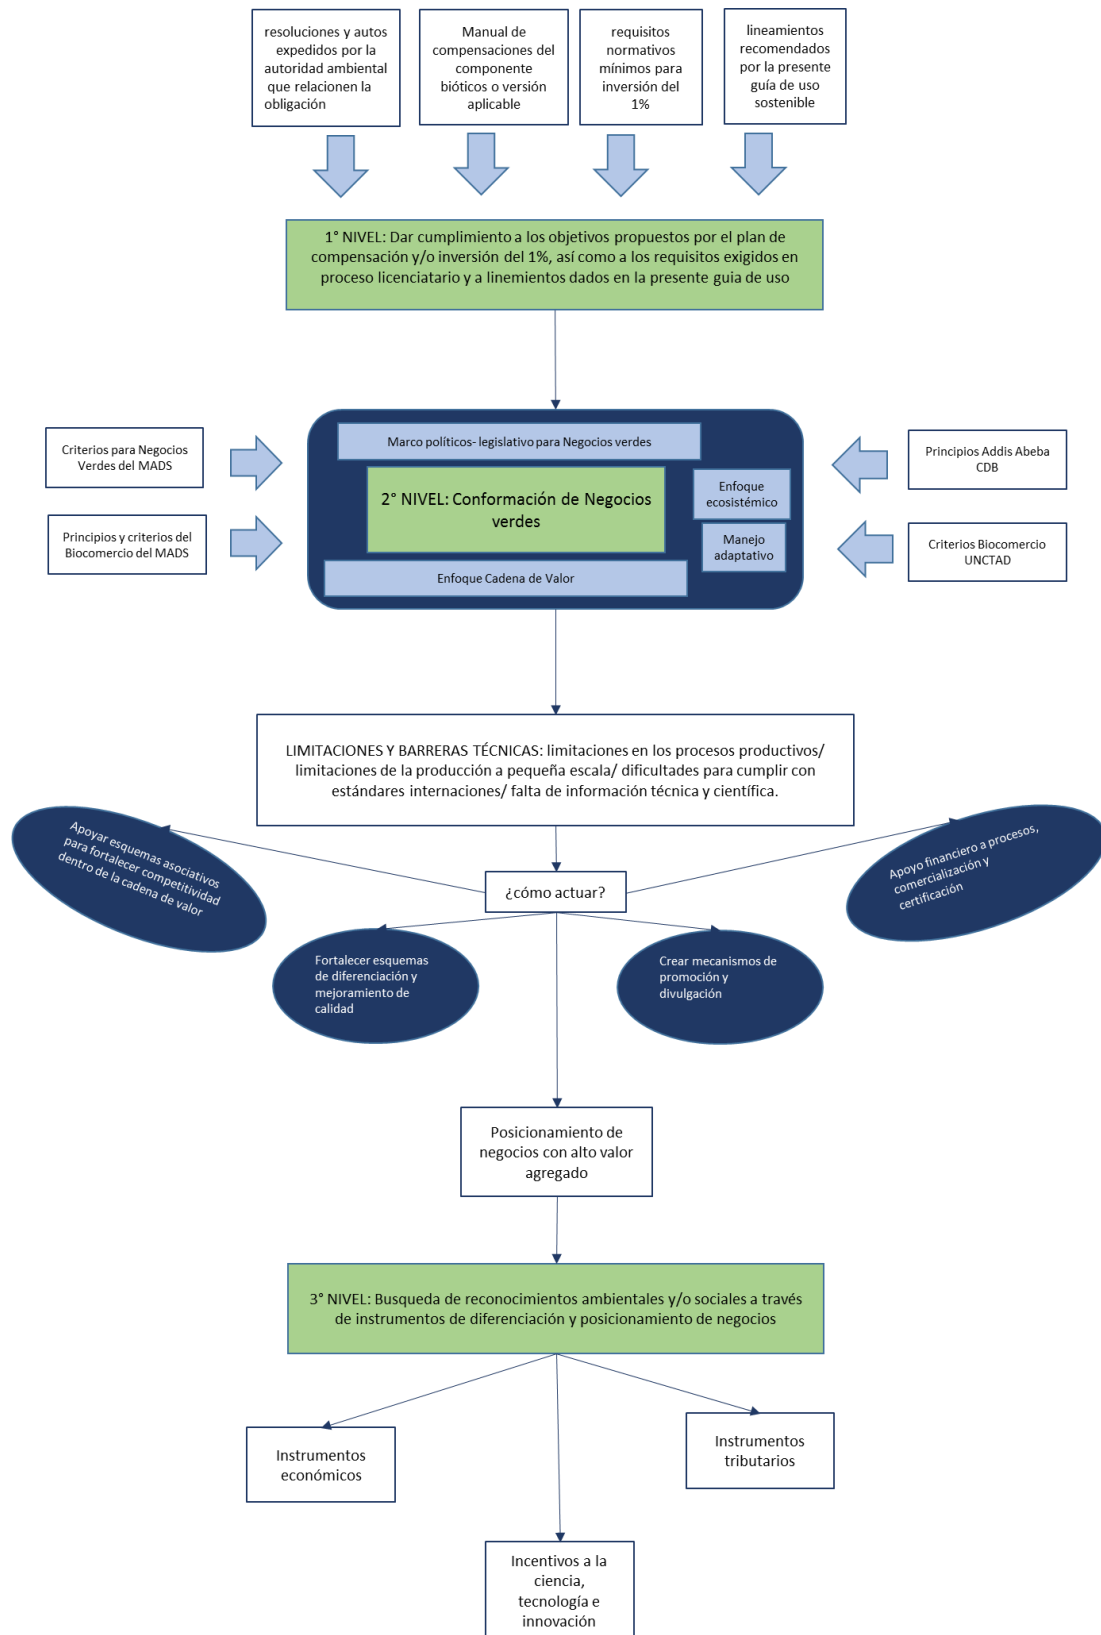 resoluciones y autos
expedidos por la
autoridad ambiental
que relacionen la
obligación
Manual de
compensaciones del
componente
bióticos o versión
aplicable
requisitos
normativos
mínimos para
inversión del
1%
lineamientos
recomendados
por la presente
guía de uso
sostenible
1° NIVEL: Dar cumplimiento a los objetivos propuestos por el plan de
compensación y/o inversión del 1%, así como a los requisitos exigidos en
proceso licenciatario y a linemientos dados en la presente guia de uso
Criterios para Negocios
Verdes del MADS
Principios y criterios del
Biocomercio del MADS
Marco políticos- legislativo para Negocios verdes
2° NIVEL: Conformación de Negocios
verdes
Enfoque
ecosistémico
Manejo
adaptativo
Enfoque Cadena de Valor
Principios Addis Abeba
CDB
Criterios Biocomercio
UNCTAD
LIMITACIONES Y BARRERAS TÉCNICAS: limitaciones en los procesos productivos/
limitaciones de la producción a pequeña escala/ dificultades para cumplir con
estándares internaciones/ falta de información técnica y científica.
¿cómo actuar?
Apoyar esquemas asociativos
para fortalecer competitividad
dentro de la cadena de valor
Fortalecer esquemas
de diferenciación y
mejoramiento de
calidad
Crear mecanismos de
promoción y
divulgación
Apoyo financiero a procesos,
comercialización y
certificación
Posicionamiento de
negocios con alto valor
agregado
3° NIVEL: Busqueda de reconocimientos ambientales y/o sociales a través
de instrumentos de diferenciación y posicionamiento de negocios
Instrumentos
económicos
Instrumentos
tributarios
Incentivos a la
ciencia,
tecnología e
innovación